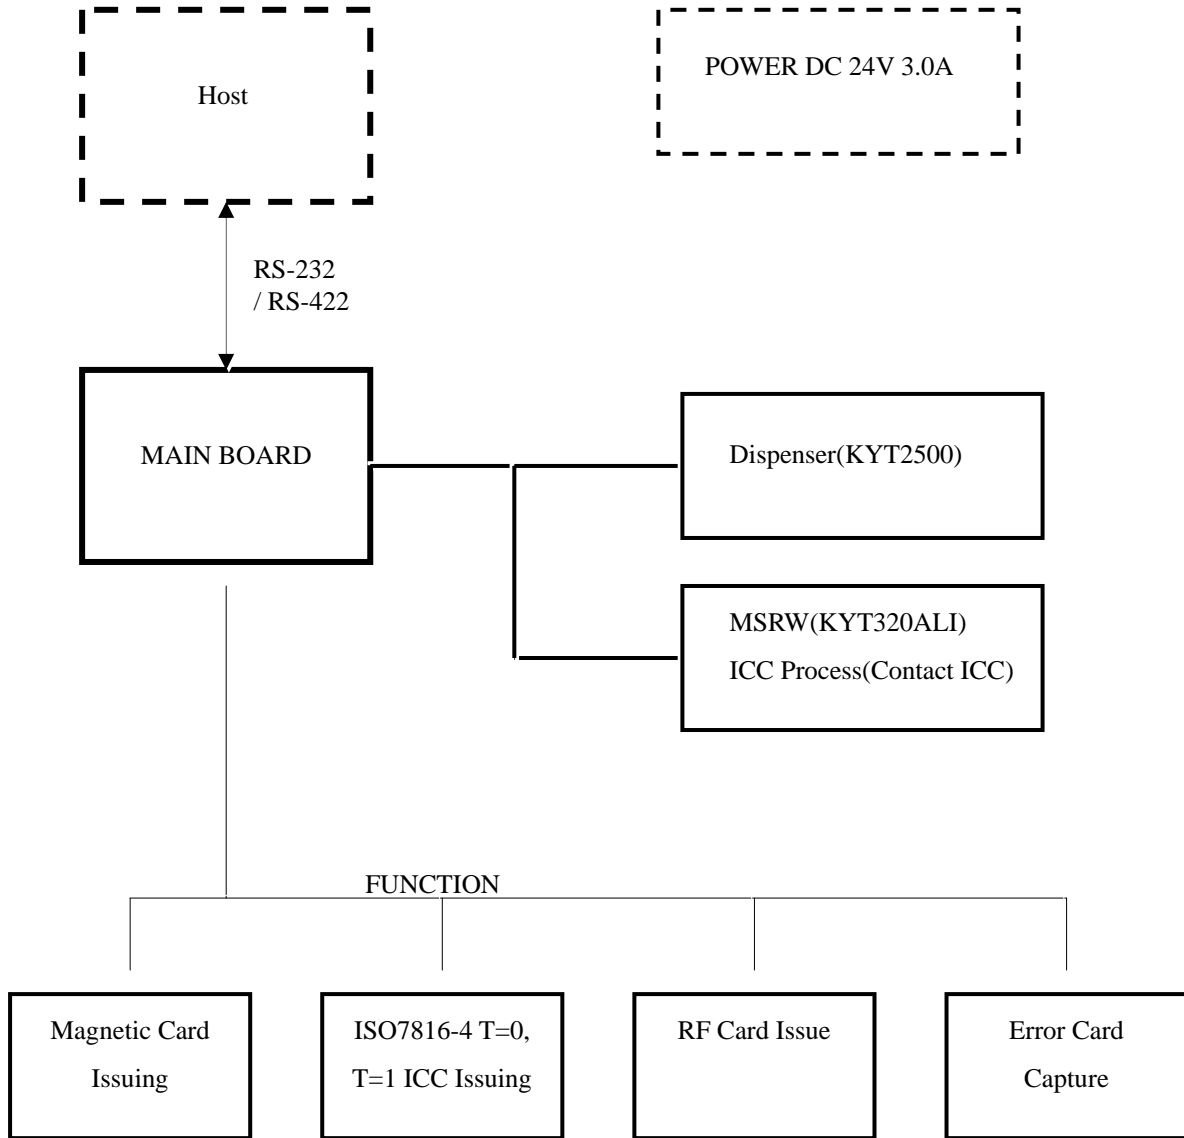 Host
POWER DC 24V 3.0A
RS-232
/ RS-422
MAIN BOARD
Dispenser(KYT2500)
MSRW(KYT320ALI)
ICC Process(Contact ICC)
FUNCTION
Magnetic Card
Issuing
ISO7816-4 T=0,
T=1 ICC Issuing
RF Card Issue
Error Card
Capture